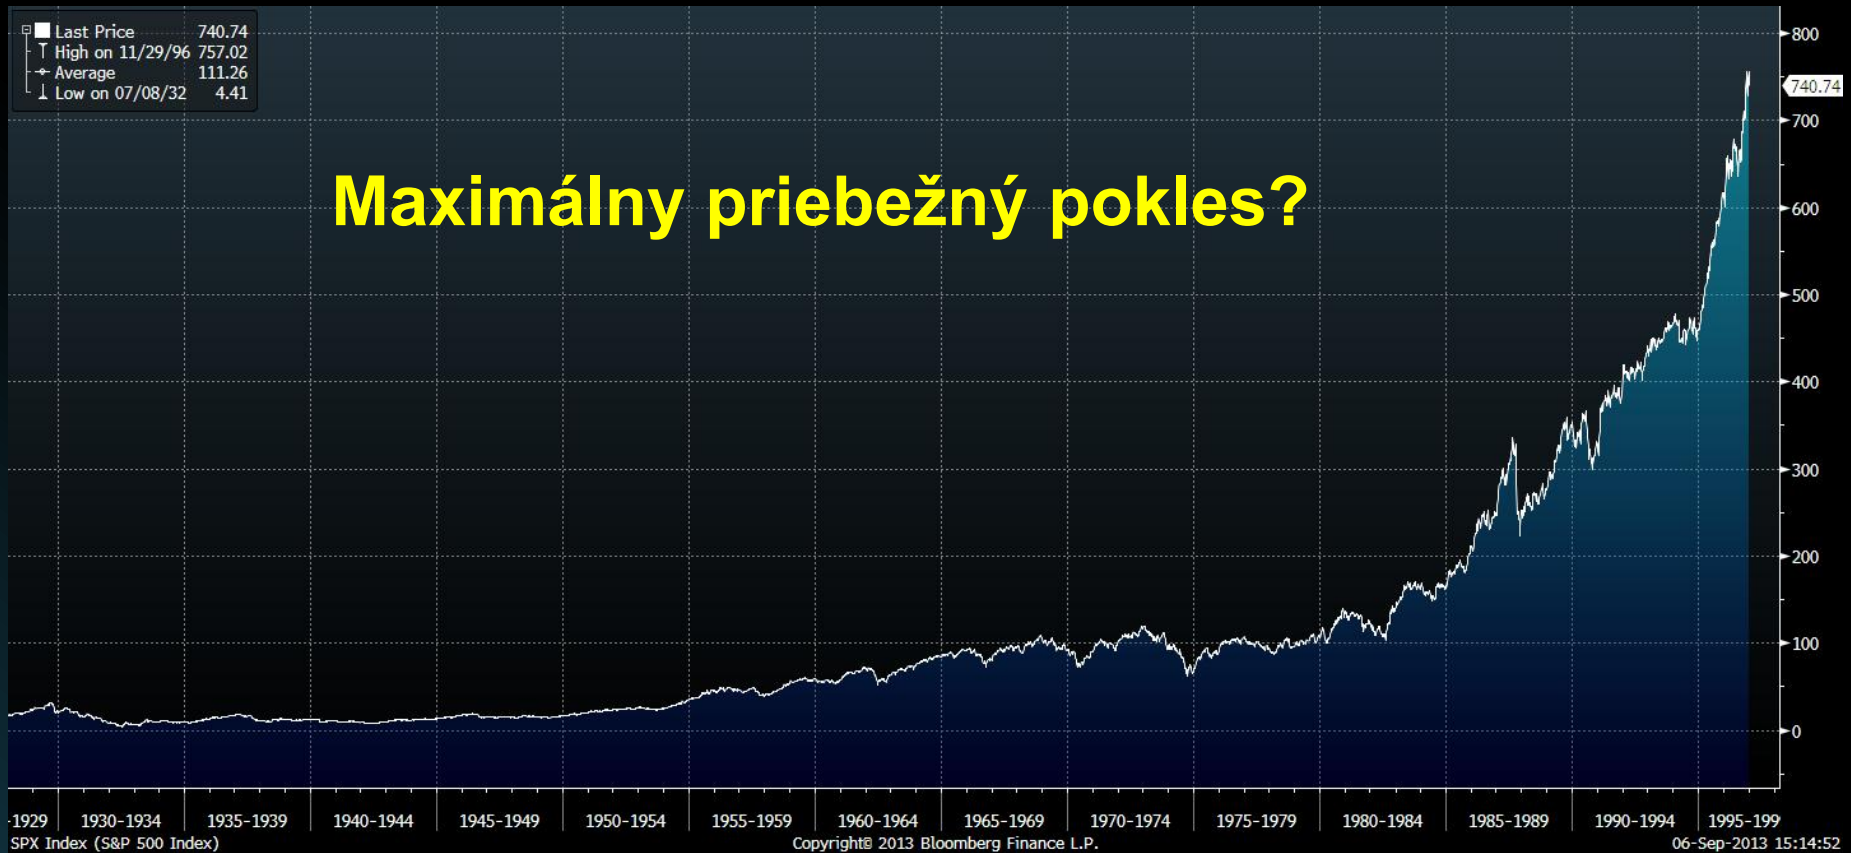 Last Price 740.74
High on 11/29/96 757.02
Average 111.26
Low on 07/08/32 4.41
Maximálny priebežný pokles?
800
740.74
700
600
500
400
300
200
100
0
-1929 1930-1934 1935-1939 1940-1944 1945-1949 1950-1954 1955-1959 1960-1964 1965-1969 1970-1974 1975-1979 1980-1984 1985-1989 1990-1994 1995-199
SPX Index (S&P 500 Index) Copyright© 2013 Bloomberg Finance L.P. 06-Sep-2013 15:14:52